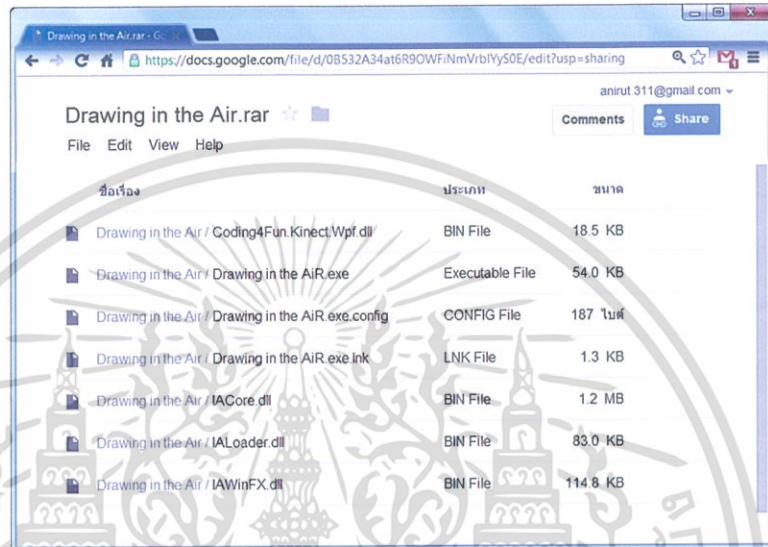 Drawing in the Air.rar - Go
https://docs.google.com/file/d/0B532A34at6R9OWFiNmVrblYyS0E/edit?usp=sharing
anirut.311@gmail.com
Drawing in the Air.rar
Comments
Share
File Edit View Help
ชื่อเรื่อง ประเภท ขนาด
Drawing in the Air / Coding4Fun.Kinect.Wpf.dll BIN File 18.5 KB
Drawing in the Air / Drawing in the AiR.exe Executable File 54.0 KB
Drawing in the Air / Drawing in the AiR.exe.config CONFIG File 187 ไบต์
Drawing in the Air / Drawing in the AiR.exe.lnk LNK File 1.3 KB
Drawing in the Air / IACore.dll BIN File 1.2 MB
Drawing in the Air / IALoader.dll BIN File 83.0 KB
Drawing in the Air / IAWinFX.dll BIN File 114.8 KB